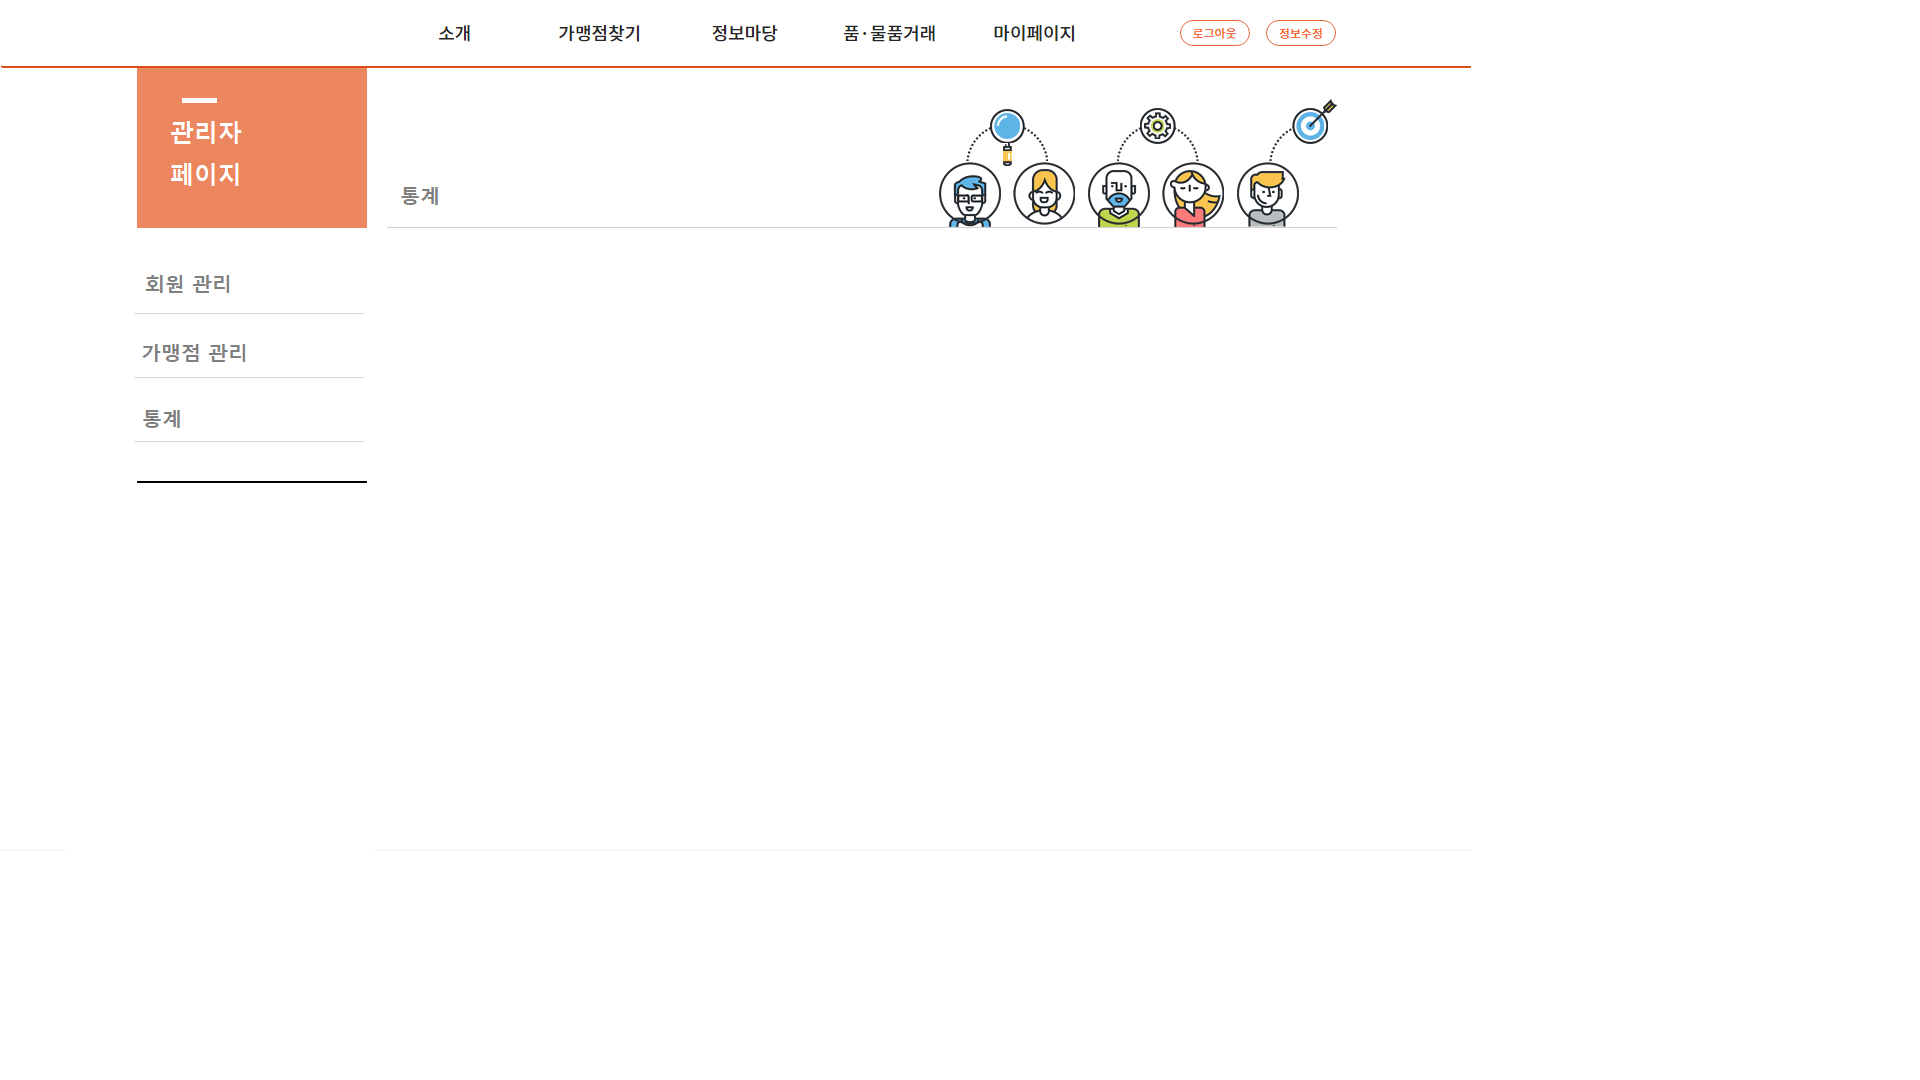 소개
가맹점찾기
정보마당
품·물품거래
마이페이지
로그아웃
정보수정
관리자
페이지
통계
회원 관리
가맹점 관리
통계